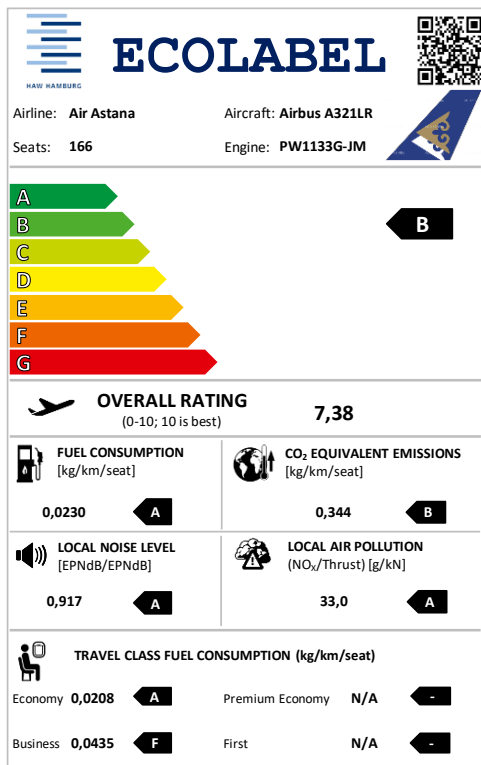 HAW HAMBURG
ECOLABEL
Airline: Air Astana Aircraft: Airbus A321LR
Seats: 166 Engine: PW1133G-JM
A
B B
C
D
E
F
G
OVERALL RATING
(0-10; 10 is best) 7,38
FUEL CONSUMPTION
[kg/km/seat]
0,0230 A
CO₂ EQUIVALENT EMISSIONS
[kg/km/seat]
0,344 B
LOCAL NOISE LEVEL
[EPNdB/EPNdB]
0,917 A
LOCAL AIR POLLUTION
(NOₓ/Thrust) [g/kN]
33,0 A
TRAVEL CLASS FUEL CONSUMPTION (kg/km/seat)
Economy 0,0208 A Premium Economy N/A -
Business 0,0435 F First N/A -